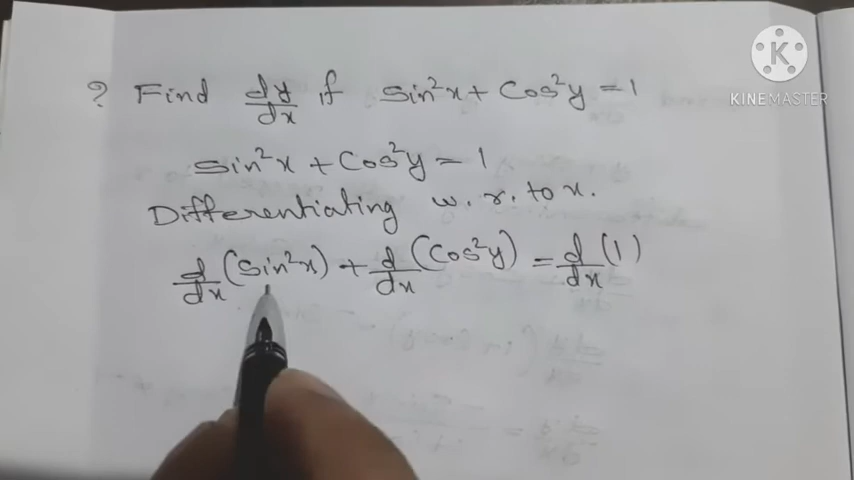 ? Find dy/dx if sin²x + cos²y = 1
sin²x + cos²y = 1
Differentiating w. r. to x.
d/dx (sin²x) + d/dx (cos²y) = d/dx (1)
K
KINEMASTER